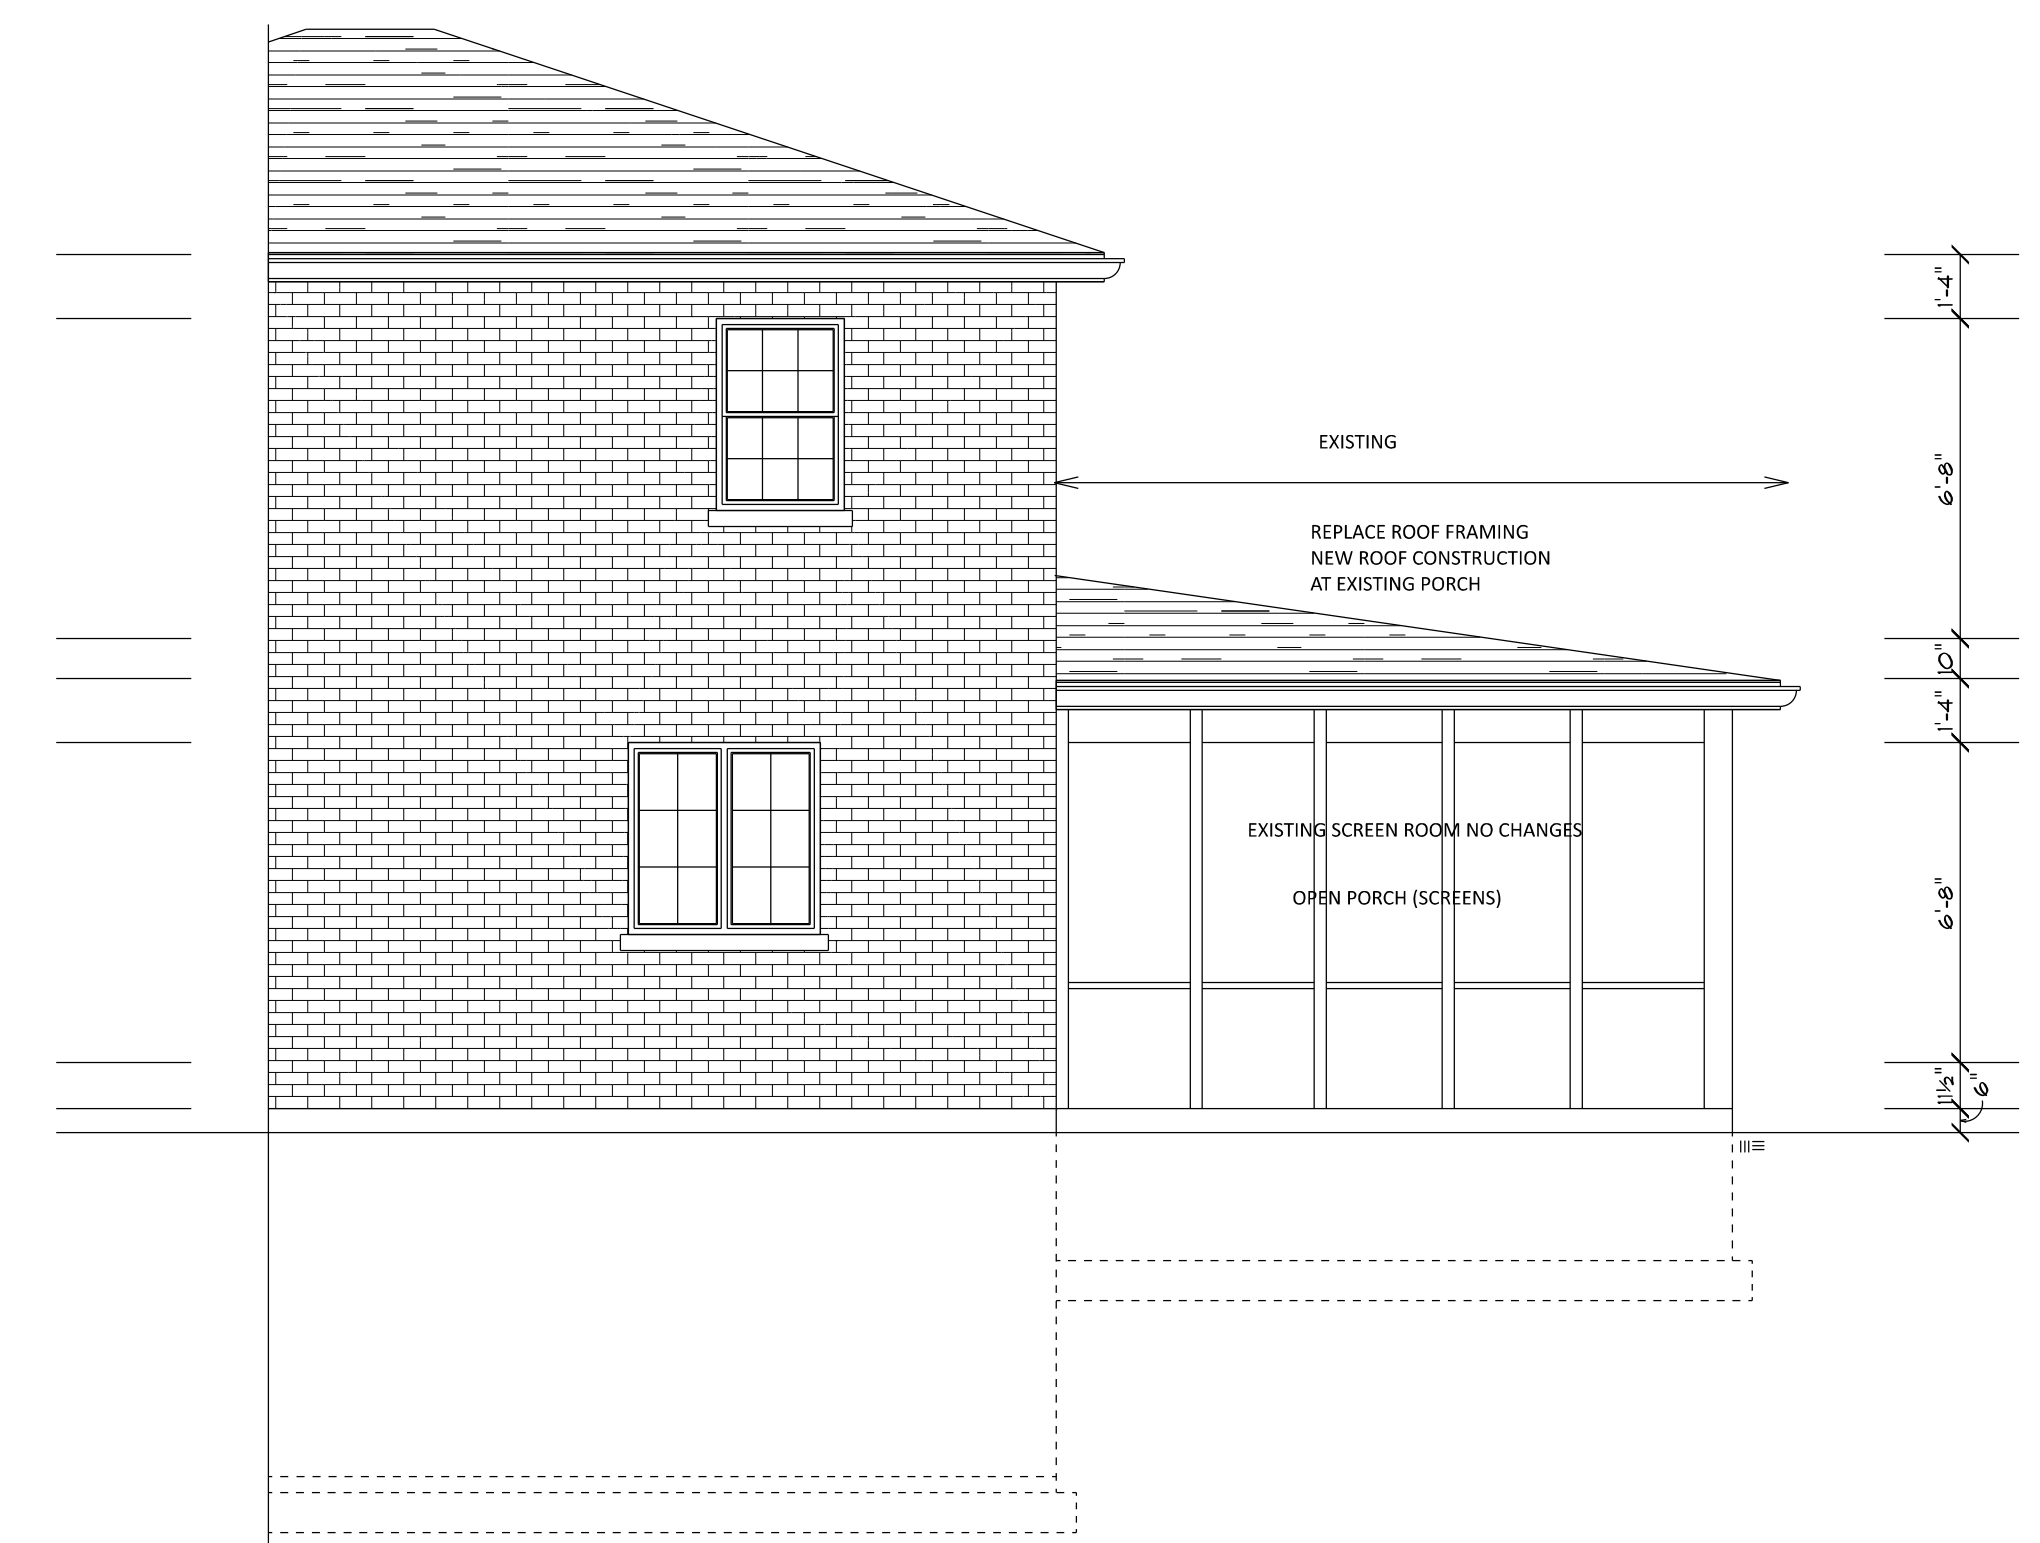 1'-4"
EXISTING
6'-8"
REPLACE ROOF FRAMING
NEW ROOF CONSTRUCTION
AT EXISTING PORCH
10"
1'-4"
EXISTING SCREEN ROOM NO CHANGES
OPEN PORCH (SCREENS)
6'-8"
11½"
6"